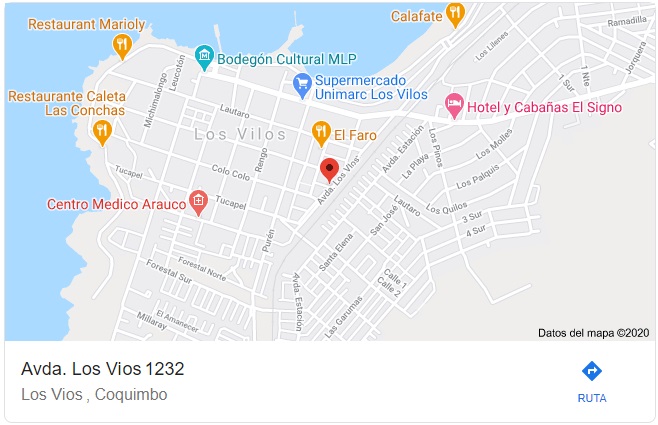 Restaurant Marioly
Calafate
Ramadilla
Los Lilenes
Jorquera
1 Nte
1 Sur
Leucotón
Michimalongo
Bodegón Cultural MLP
Supermercado
Unimarc Los Vilos
Restaurante Caleta
Las Conchas
Lautaro
Hotel y Cabañas El Signo
Los Vilos
El Faro
Rengo
Avda. Estación
Los Pinos
Los Molles
Colo Colo
La Playa
Los Palquis
Tucapel
Avda. Los Vios
Centro Medico Arauco
Tucapel
Lautaro
Los Quilos
3 Sur
4 Sur
San José
Purén
Santa Elena
Forestal Norte
Forestal Sur
Calle 1
Calle 2
Avda. Estación
Las Garumas
El Amanecer
Millaray
Datos del mapa ©2020
Avda. Los Vios 1232
Los Vios , Coquimbo
RUTA